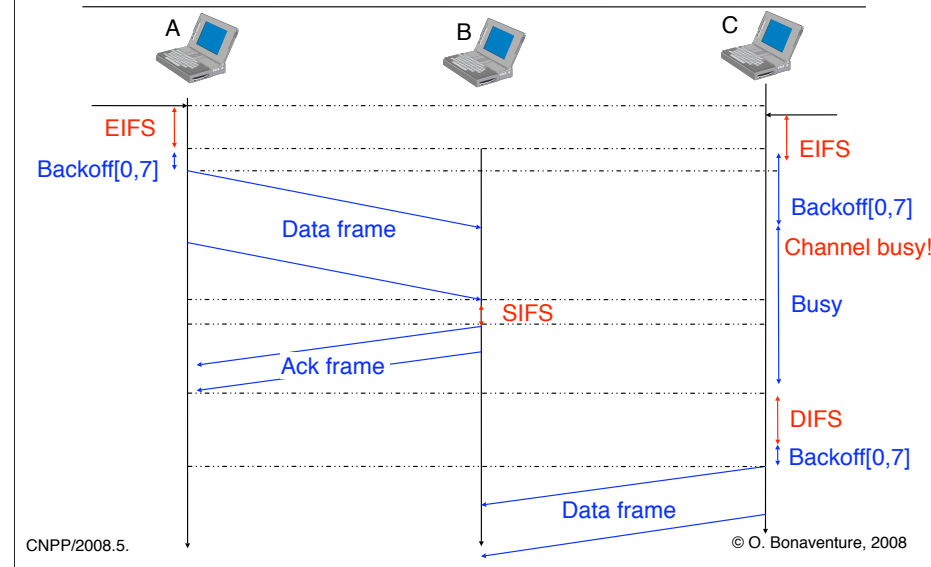 A
B
C
EIFS
EIFS
Backoff[0,7]
Backoff[0,7]
Data frame
Channel busy!
Busy
SIFS
Ack frame
DIFS
Backoff[0,7]
Data frame
CNPP/2008.5.
© O. Bonaventure, 2008